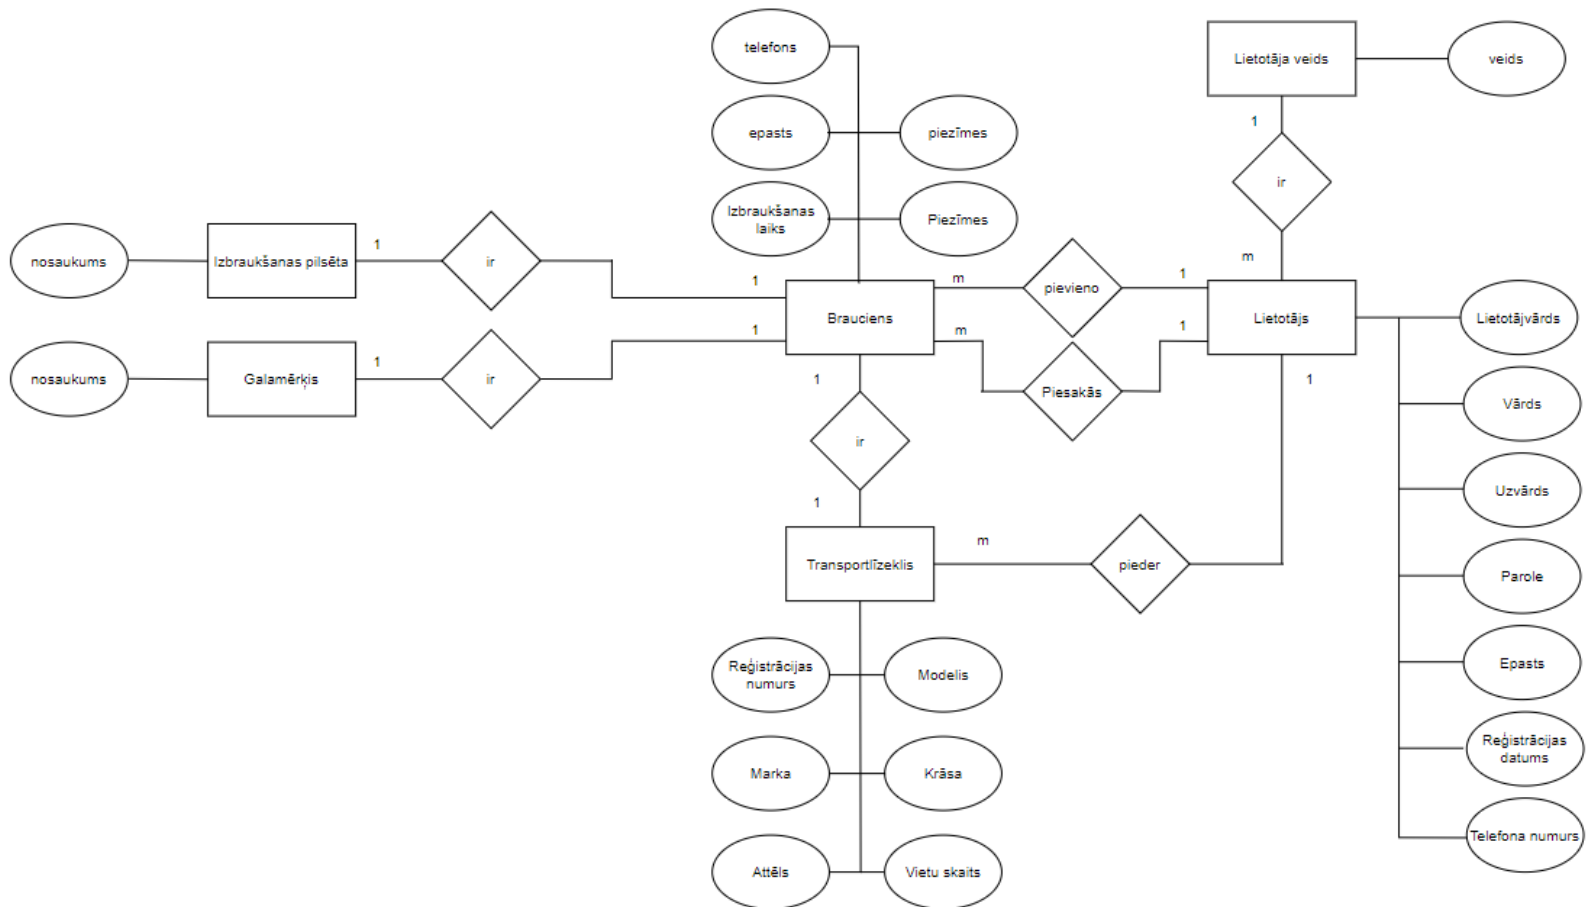 telefons
Lietotāja veids
veids
epasts
piezīmes
1
ir
Izbraukšanas
laiks
Piezīmes
nosaukums
Izbraukšanas pilsēta
1
ir
1
m
pievieno
1
m
Brauciens
Lietotājs
Lietotājvārds
nosaukums
Galamērķis
1
ir
1
m
Piesakās
1
1
1
Vārds
ir
Uzvārds
1
Transportlīzeklis
m
pieder
Parole
Reģistrācijas
numurs
Modelis
Epasts
Marka
Krāsa
Reģistrācijas
datums
Attēls
Vietu skaits
Telefona numurs